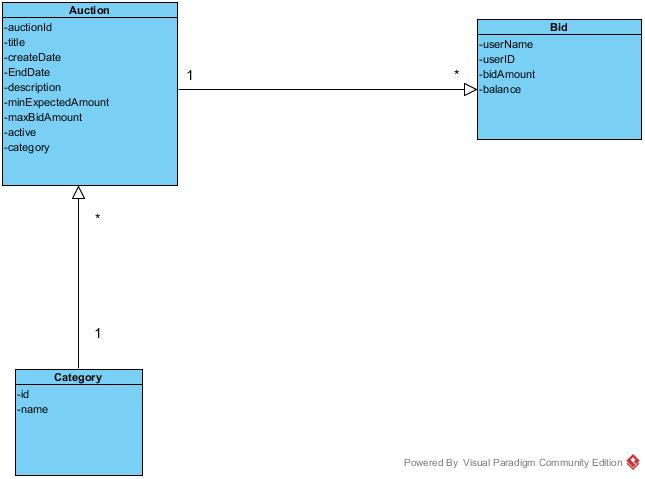 Auction
-auctionId
-title
-createDate
-EndDate
-description
-minExpectedAmount
-maxBidAmount
-active
-category
1
*
Bid
-userName
-userID
-bidAmount
-balance
*
1
Category
-id
-name
Powered By Visual Paradigm Community Edition